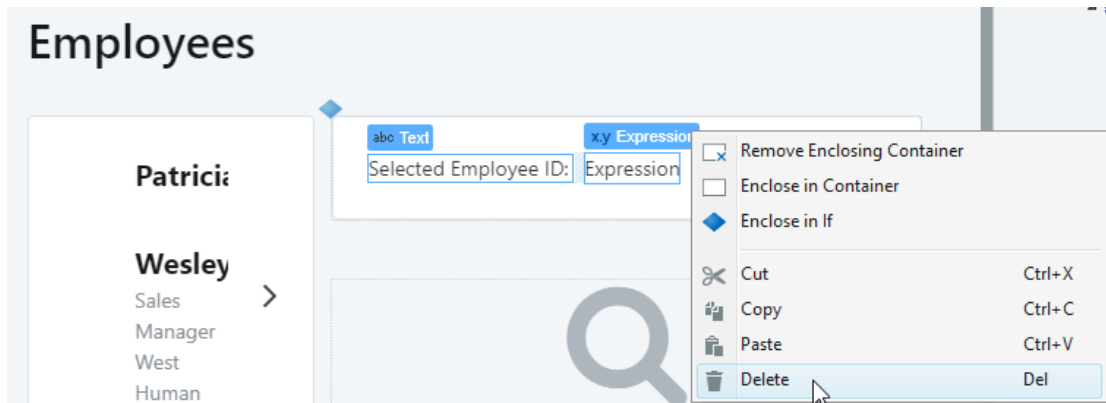 Employees
abc Text
x.y Expression
Selected Employee ID: Expression
Patricia
Wesley
Sales
Manager
West
Human
Remove Enclosing Container
Enclose in Container
Enclose in If
Cut Ctrl+X
Copy Ctrl+C
Paste Ctrl+V
Delete Del